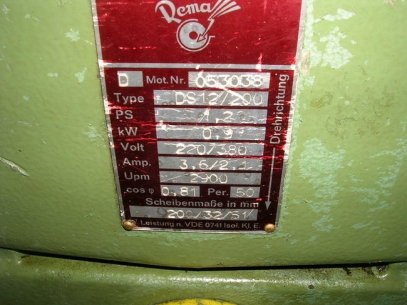 Rema
D Mot.Nr. 053038
Type DS12/200
PS 1,2
kW 0,9
Volt 220/380
Amp. 3,6/2,
Upm 2900
cos φ 0,81 Per. 50
Scheibenmaße in mm
200/32/51
Leistung n. VDE 0741 Isol. Kl. E.
Drehrichtung